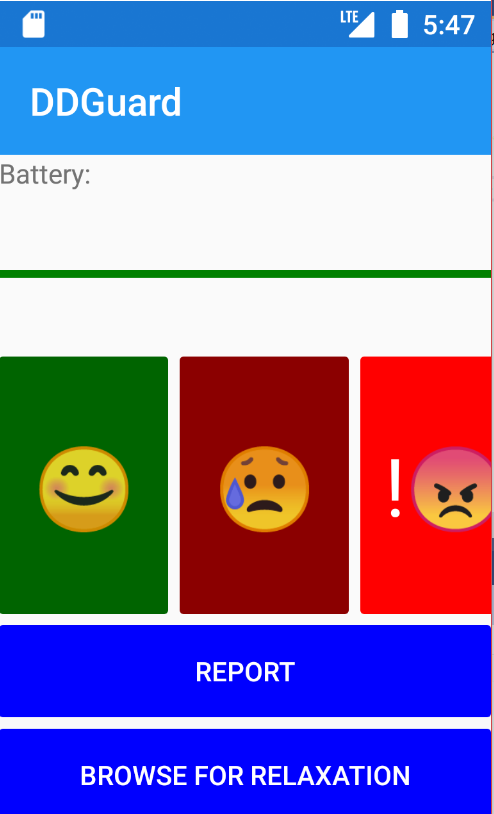 LTE 5:47
DDGuard
Battery:
😊 😥 !😡
REPORT
BROWSE FOR RELAXATION